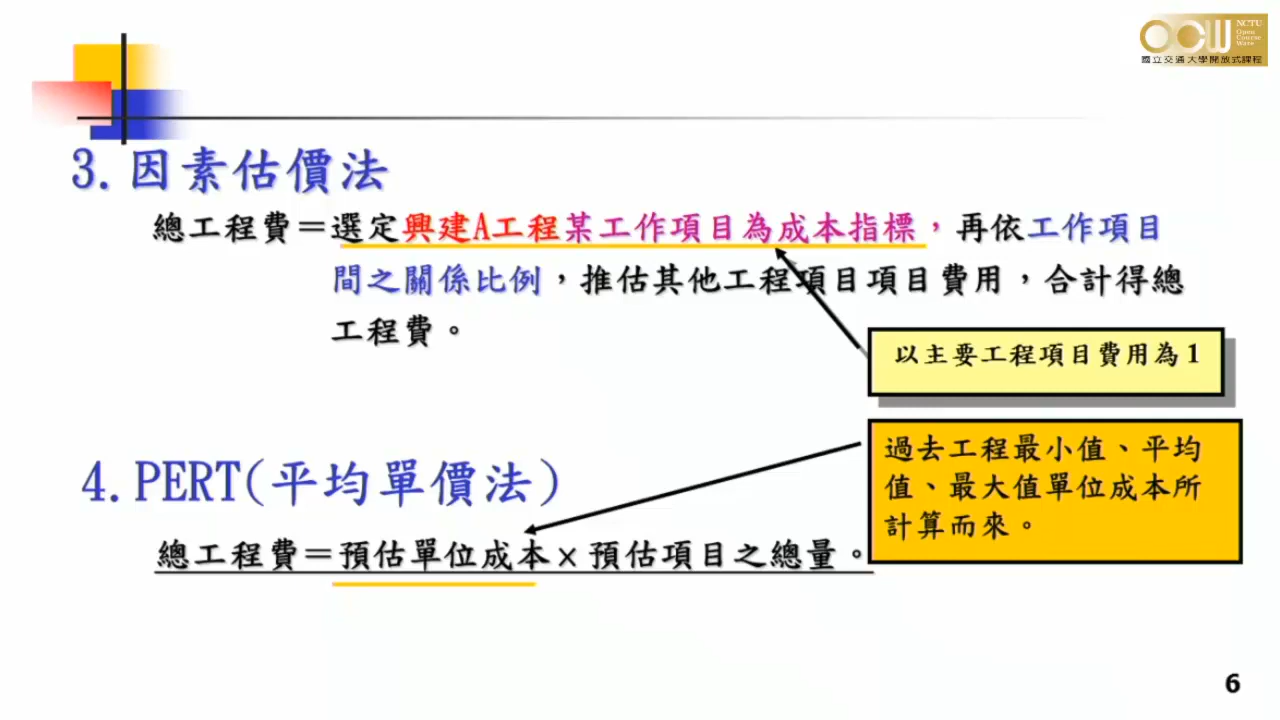 OCW
NCTU
Open
Course
Ware
國立交通大學開放式課程
3.因素估價法
總工程費＝選定興建A工程某工作項目為成本指標，再依工作項目
間之關係比例，推估其他工程項目項目費用，合計得總
工程費。
以主要工程項目費用為1
4.PERT(平均單價法)
總工程費＝預估單位成本×預估項目之總量。
過去工程最小值、平均
值、最大值單位成本所
計算而來。
6